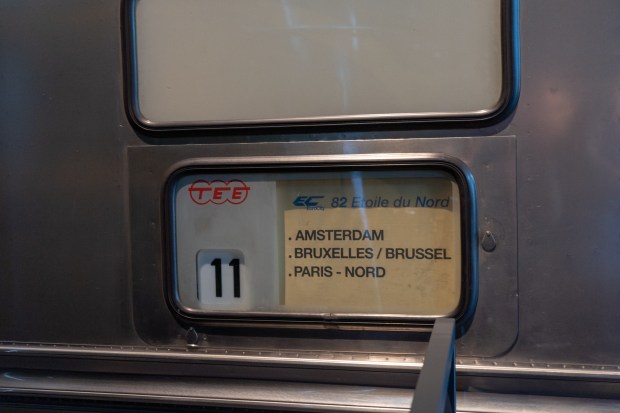 TEE
EC 82 Etoile du Nord
. AMSTERDAM
. BRUXELLES / BRUSSEL
. PARIS - NORD
11